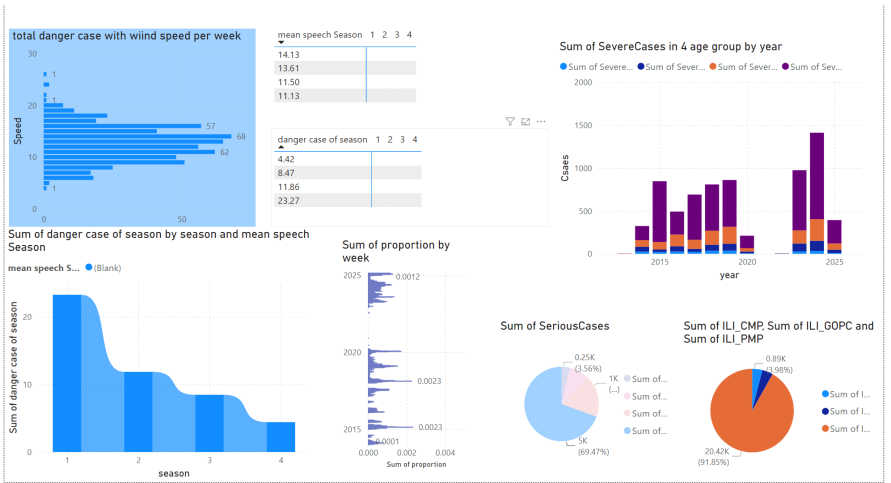 total danger case with wiind speed per week
30
20
10
0
Speed
1
1
57
68
62
1
0
50
mean speech Season 1 2 3 4
14.13
13.61
11.50
11.13
danger case of season 1 2 3 4
4.42
8.47
11.86
23.27
Sum of SevereCases in 4 age group by year
Sum of Severe... Sum of Sever... Sum of Sever... Sum of Sev...
2000
1500
1000
500
0
Csaes
2015
2020
2025
year
Sum of danger case of season by season and mean speech
Season
mean speech S... (Blank)
20
10
0
Sum of danger case of season
1
2
3
4
season
Sum of proportion by
week
2025
2020
2015
0.0012
0.0023
0.0023
0.0001
0.000
0.002
0.004
Sum of proportion
Sum of SeriousCases
0.25K
(3.56%)
1K
(...)
5K
(69.47%)
Sum of...
Sum of...
Sum of...
Sum of...
Sum of ILI_CMP, Sum of ILI_GOPC and
Sum of ILI_PMP
0.89K
(3.98%)
20.42K
(91.85%)
Sum of I...
Sum of I...
Sum of I...